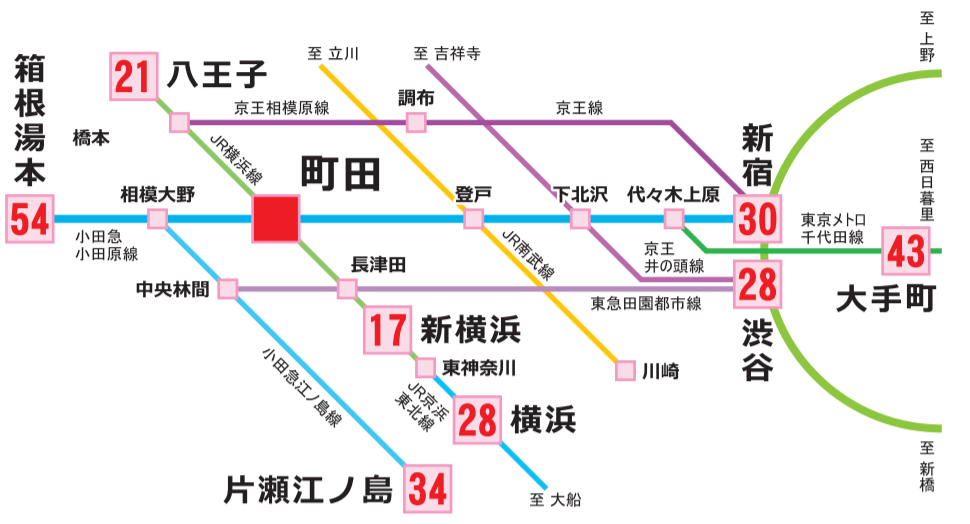 至 上野
至 立川
至 吉祥寺
箱根湯本
21
八王子
調布
京王相模原線
京王線
橋本
JR横浜線
町田
新宿
至 西日暮里
相模大野
登戸
下北沢
代々木上原
54
30
小田急
小田原線
東京メトロ
千代田線
43
JR南武線
京王
井の頭線
長津田
中央林間
28
東急田園都市線
大手町
17
新横浜
渋谷
小田急江ノ島線
東神奈川
川崎
JR京浜
東北線
28
横浜
至 新橋
片瀬江ノ島
34
至 大船